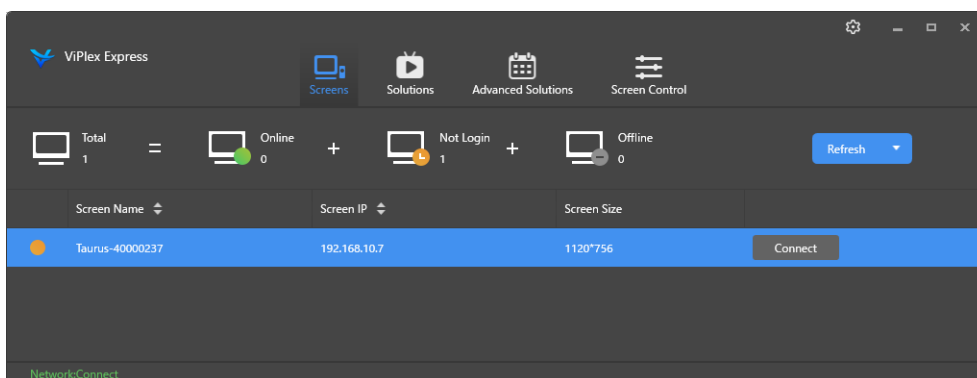 ViPlex Express
Screens Solutions Advanced Solutions Screen Control
Total Online Not Login Offline
1 = 0 + 1 + 0
Refresh
Screen Name Screen IP Screen Size
Taurus-40000237 192.168.10.7 1120*756 Connect
Network:Connect